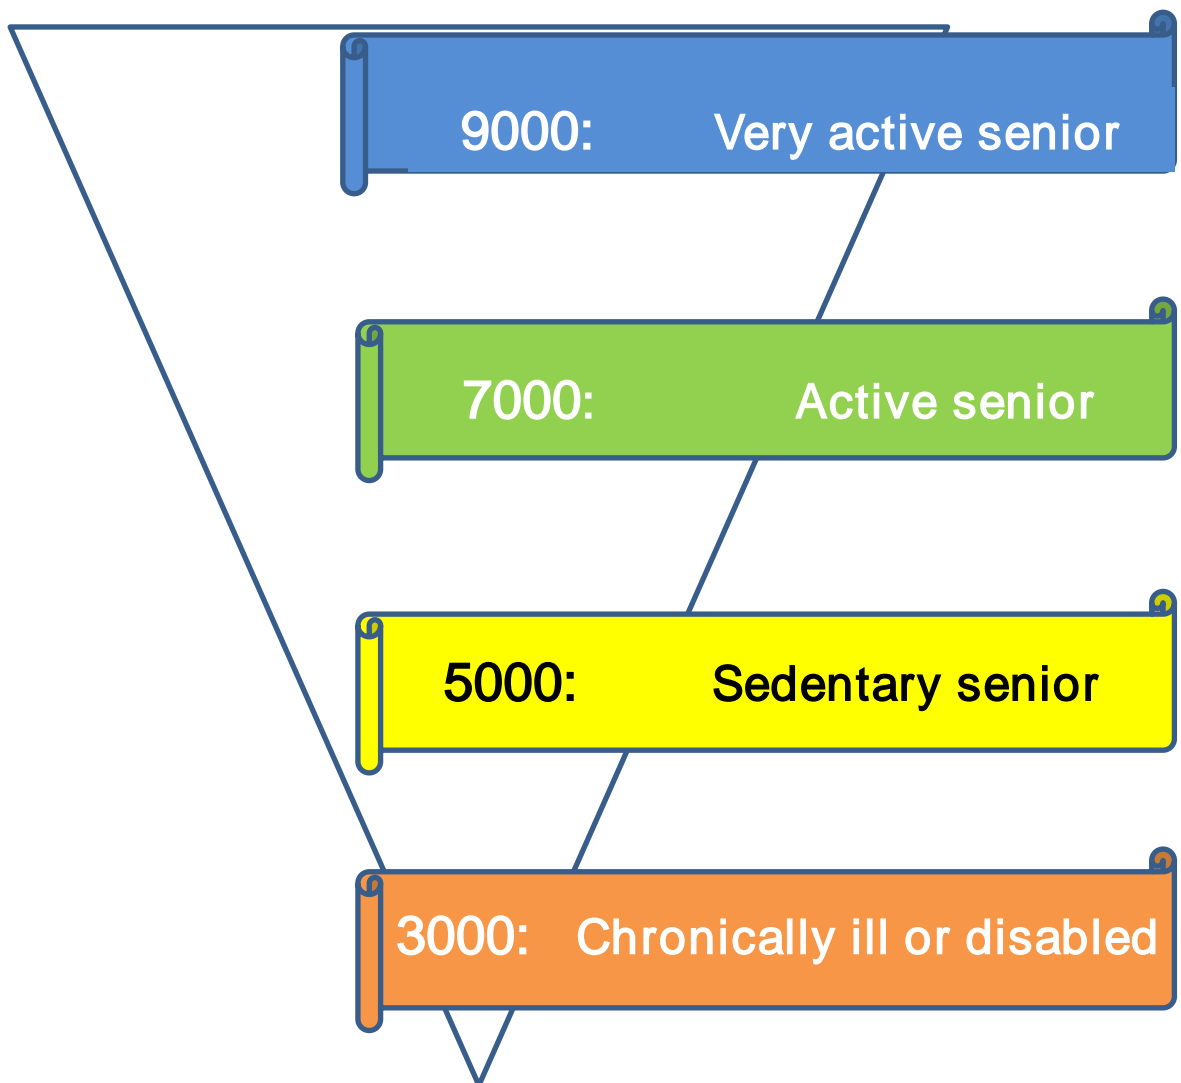 9000: Very active senior
7000: Active senior
5000: Sedentary senior
3000: Chronically ill or disabled